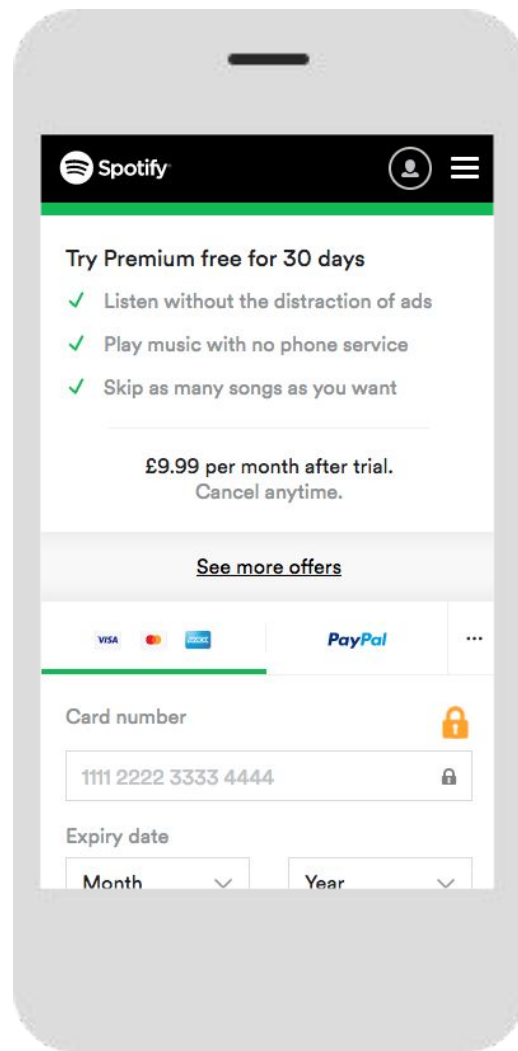 Spotify
Try Premium free for 30 days
Listen without the distraction of ads
Play music with no phone service
Skip as many songs as you want
£9.99 per month after trial.
Cancel anytime.
See more offers
VISA PayPal ...
Card number
1111 2222 3333 4444
Expiry date
Month Year